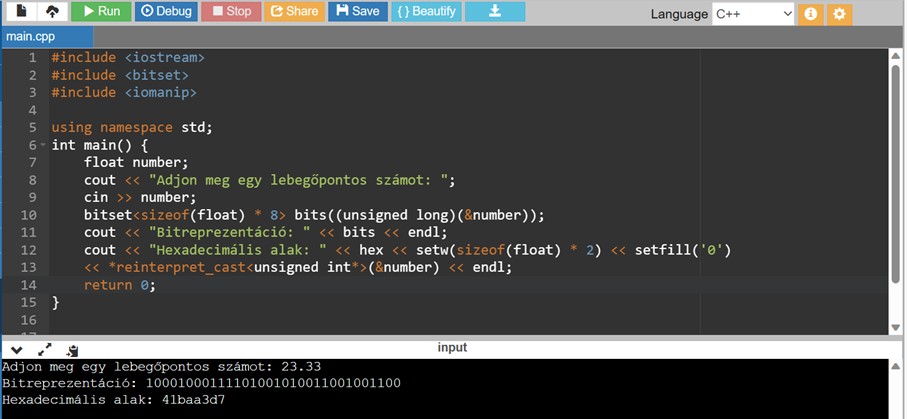 Run Debug Stop Share Save { } Beautify Language C++
main.cpp
1 #include <iostream>
2 #include <bitset>
3 #include <iomanip>
4
5 using namespace std;
6 int main() {
7 float number;
8 cout << "Adjon meg egy lebegőpontos számot: ";
9 cin >> number;
10 bitset<sizeof(float) * 8> bits((unsigned long)(&number));
11 cout << "Bitreprezentáció: " << bits << endl;
12 cout << "Hexadecimális alak: " << hex << setw(sizeof(float) * 2) << setfill('0')
13 << *reinterpret_cast<unsigned int*>(&number) << endl;
14 return 0;
15 }
16
17
input
Adjon meg egy lebegőpontos számot: 23.33
Bitreprezentáció: 10001000111101001010011001001100
Hexadecimális alak: 41baa3d7